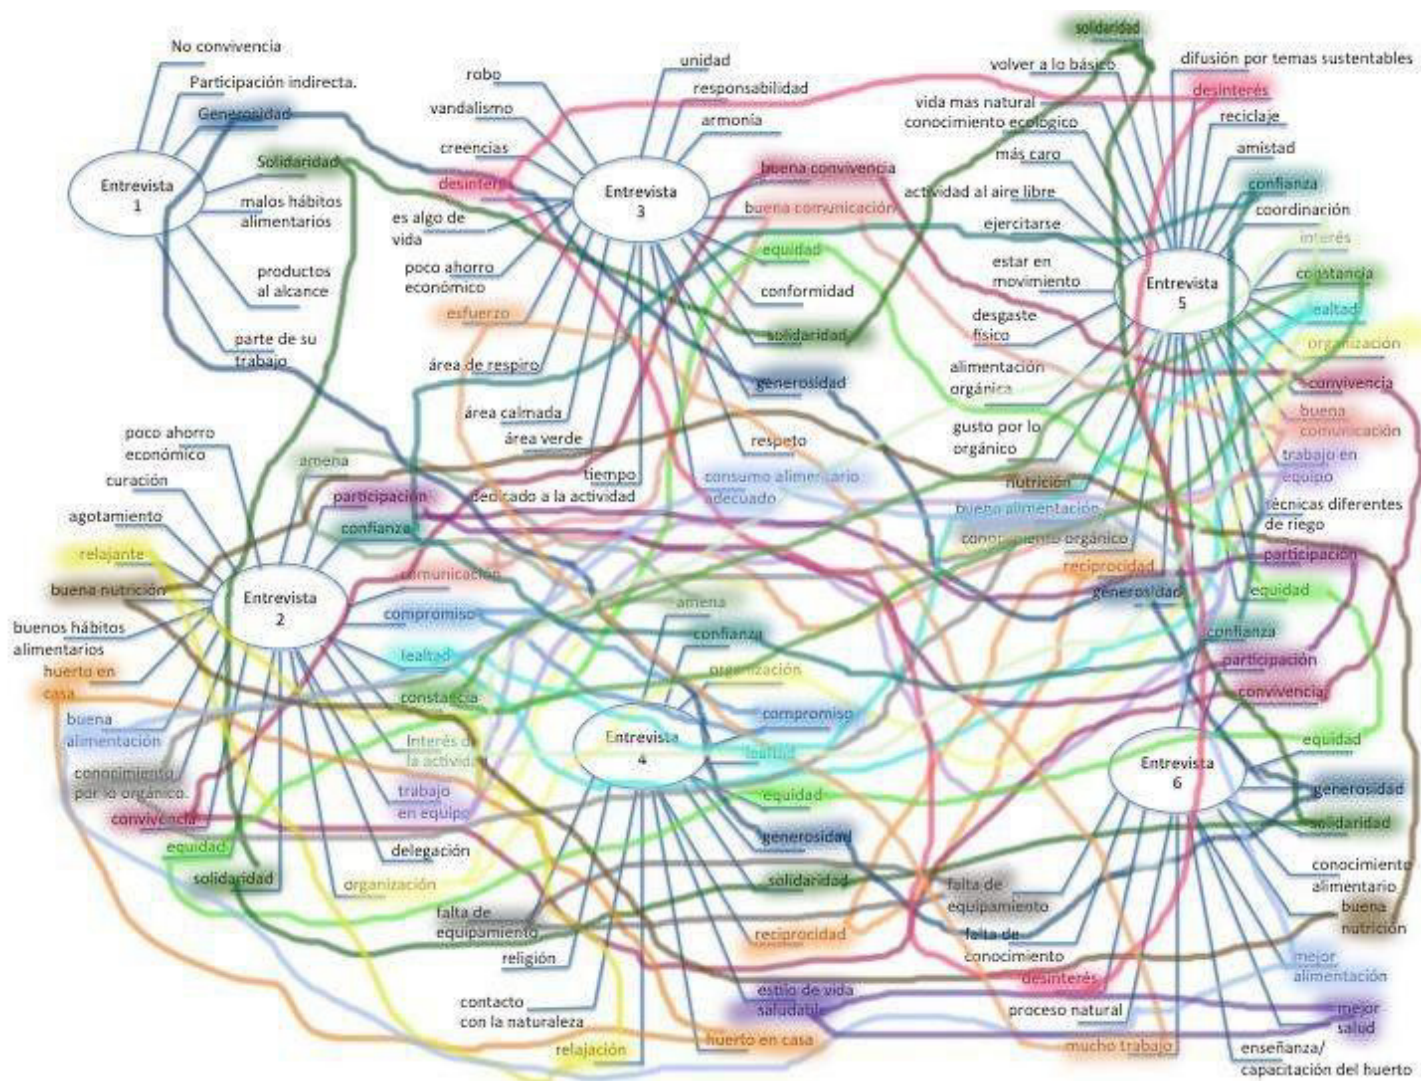 No convivencia
Participación indirecta.
Generosidad
Solidaridad
malos hábitos
alimentarios
productos
al alcance
parte de su
trabajo
Entrevista
1
robo
vandalismo
creencias
desinterés
es algo de
vida
poco ahorro
económico
esfuerzo
área de respiro
área calmada
área verde
tiempo
dedicado a la actividad
unidad
responsabilidad
armonía
buena convivencia
buena comunicación
equidad
conformidad
solidaridad
generosidad
respeto
consumo alimentario
adecuado
Entrevista
3
solidaridad
volver a lo básico
vida mas natural
conocimiento ecológico
más caro
actividad al aire libre
ejercitarse
estar en
movimiento
desgaste
físico
alimentación
orgánica
gusto por lo
orgánico
nutrición
buena alimentación
conocimiento orgánico
reciprocidad
generosidad
difusión por temas sustentables
desinterés
reciclaje
amistad
confianza
coordinación
interés
constancia
lealtad
organización
convivencia
buena
comunicación
trabajo en
equipo
técnicas diferentes
de riego
participación
equidad
Entrevista
5
poco ahorro
económico
curación
agotamiento
relajante
buena nutrición
buenos hábitos
alimentarios
huerto en
casa
buena
alimentación
conocimiento
por lo orgánico.
convivencia
equidad
solidaridad
amena
participación
confianza
comunicación
compromiso
lealtad
constancia
Interés de
la actividad
trabajo
en equipo
delegación
organización
Entrevista
2
amena
confianza
organización
compromiso
lealtad
equidad
generosidad
solidaridad
reciprocidad
estilo de vida
saludable
huerto en casa
falta de
equipamiento
religión
contacto
con la naturaleza
relajación
Entrevista
4
confianza
participación
convivencia
equidad
generosidad
solidaridad
conocimiento
alimentario
buena
nutrición
mejor
alimentación
mejor
salud
enseñanza/
capacitación del huerto
falta de
equipamiento
falta de
conocimiento
desinterés
proceso natural
mucho trabajo
Entrevista
6